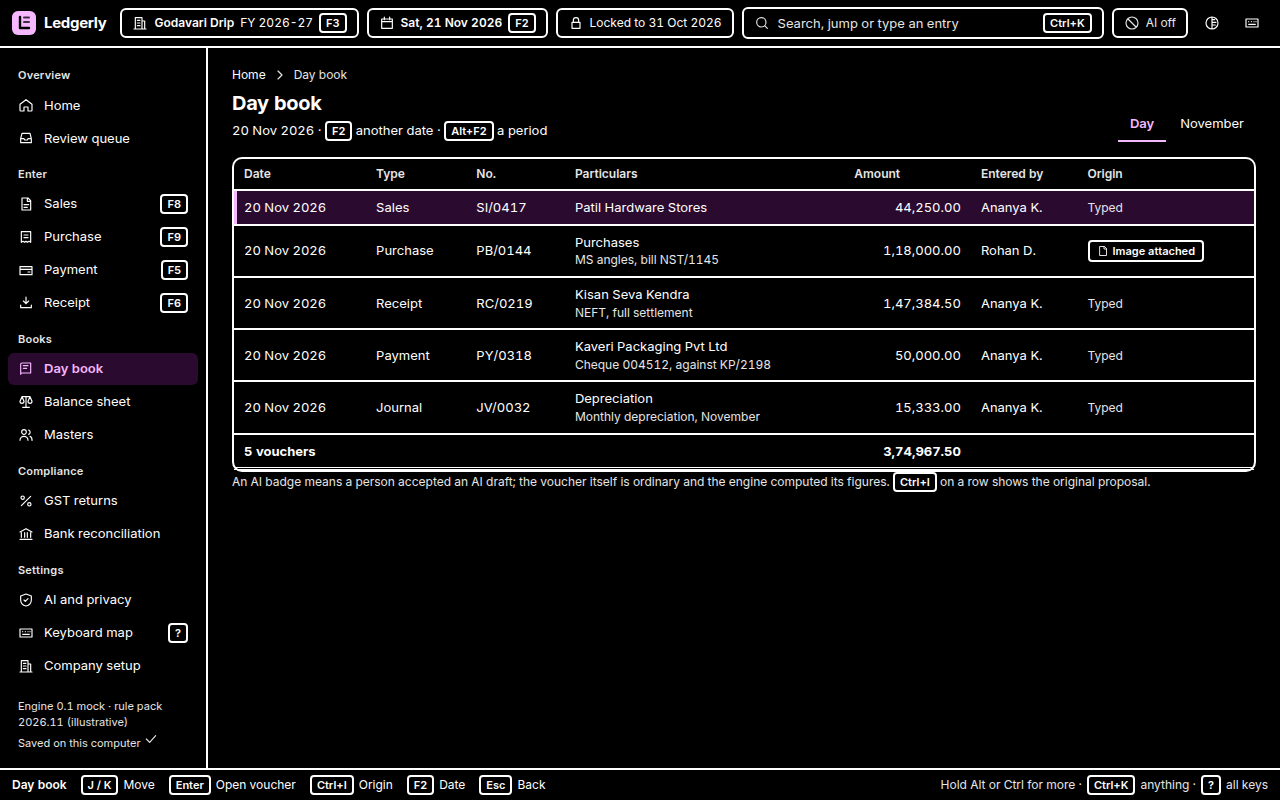 Ledgerly
Godavari Drip FY 2026-27 F3
Sat, 21 Nov 2026 F2
Locked to 31 Oct 2026
Search, jump or type an entry Ctrl+K
AI off
Overview
Home
Review queue
Enter
Sales F8
Purchase F9
Payment F5
Receipt F6
Books
Day book
Balance sheet
Masters
Compliance
GST returns
Bank reconciliation
Settings
AI and privacy
Keyboard map ?
Company setup
Engine 0.1 mock · rule pack
2026.11 (illustrative)
Saved on this computer
Home Day book
Day book
20 Nov 2026 · F2 another date · Alt+F2 a period
Day November
Date Type No. Particulars Amount Entered by Origin
20 Nov 2026 Sales SI/0417 Patil Hardware Stores 44,250.00 Ananya K. Typed
20 Nov 2026 Purchase PB/0144 Purchases 1,18,000.00 Rohan D. Image attached
MS angles, bill NST/1145
20 Nov 2026 Receipt RC/0219 Kisan Seva Kendra 1,47,384.50 Ananya K. Typed
NEFT, full settlement
20 Nov 2026 Payment PY/0318 Kaveri Packaging Pvt Ltd 50,000.00 Ananya K. Typed
Cheque 004512, against KP/2198
20 Nov 2026 Journal JV/0032 Depreciation 15,333.00 Ananya K. Typed
Monthly depreciation, November
5 vouchers 3,74,967.50
An AI badge means a person accepted an AI draft; the voucher itself is ordinary and the engine computed its figures. Ctrl+I on a row shows the original proposal.
Day book J / K Move Enter Open voucher Ctrl+I Origin F2 Date Esc Back
Hold Alt or Ctrl for more · Ctrl+K anything · ? all keys